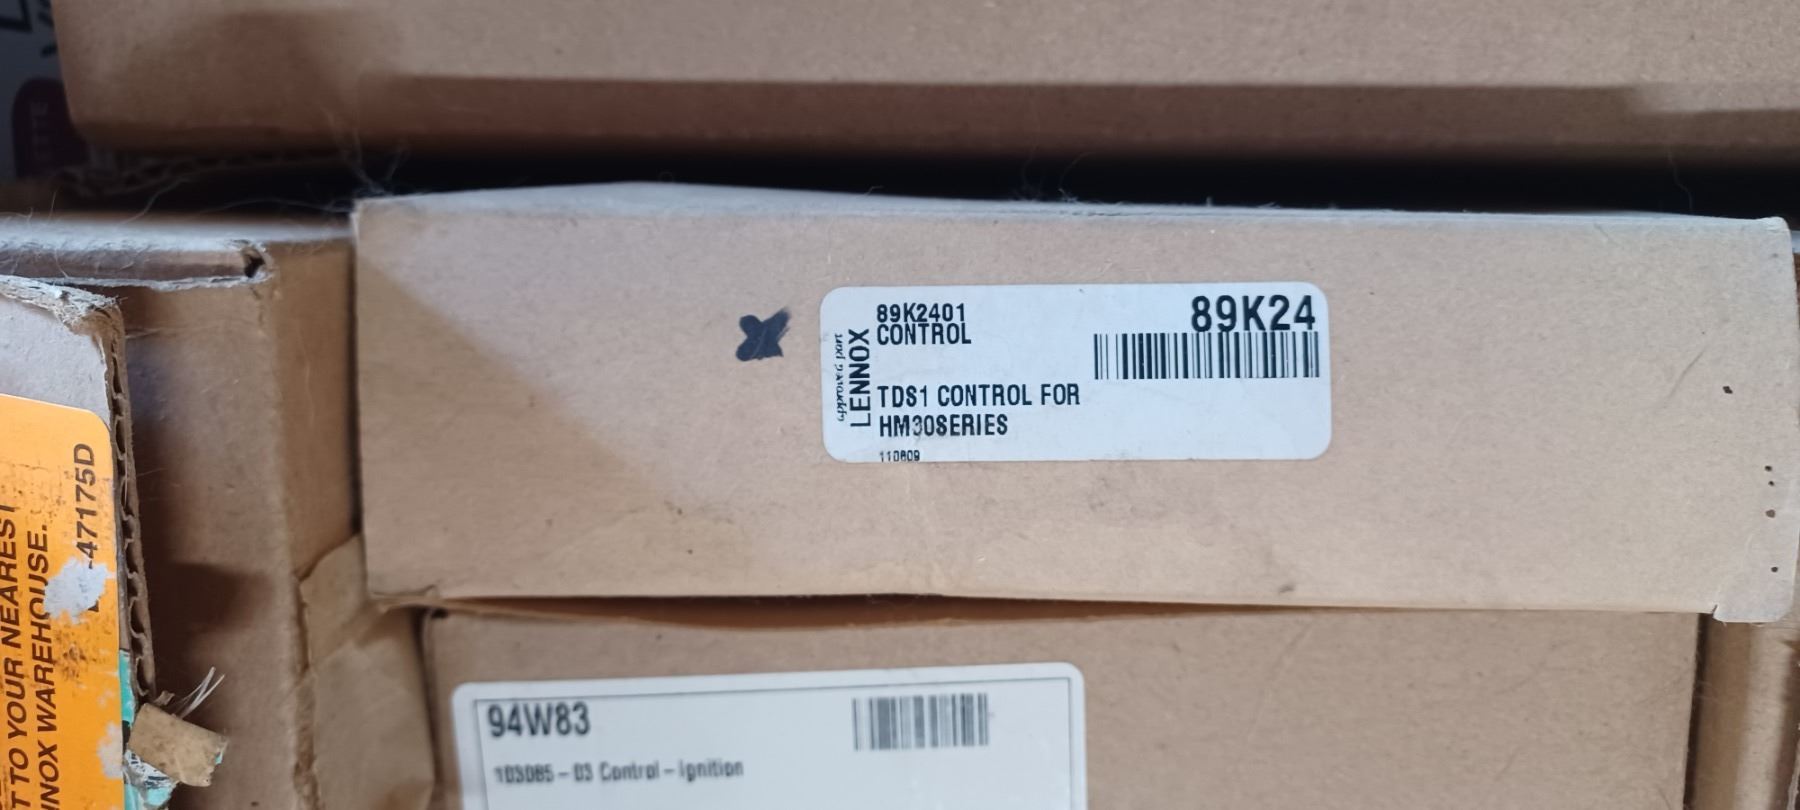 89K2401
CONTROL
89K24
LENNOX
TDS1 CONTROL FOR
HM30SERIES
110609
94W83
103085-03 Control-Ignition
T TO YOUR NEAREST
NNOX WAREHOUSE.
-47175D